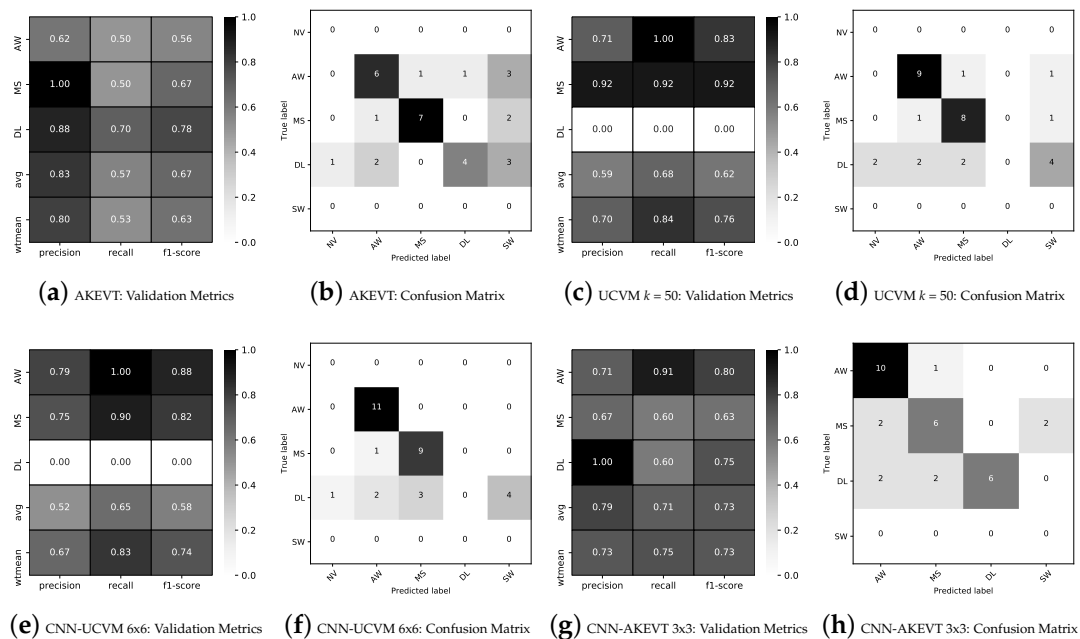 AW 0.62 0.50 0.56
MS 1.00 0.50 0.67
DL 0.88 0.70 0.78
avg 0.83 0.57 0.67
wtmean 0.80 0.53 0.63
precision recall f1-score
1.0
0.8
0.6
0.4
0.2
0.0
(a) AKEVT: Validation Metrics
True label
NV 0 0 0 0 0
AW 0 6 1 1 3
MS 0 1 7 0 2
DL 1 2 0 4 3
SW 0 0 0 0 0
NV AW MS DL SW
Predicted label
(b) AKEVT: Confusion Matrix
AW 0.71 1.00 0.83
MS 0.92 0.92 0.92
DL 0.00 0.00 0.00
avg 0.59 0.68 0.62
wtmean 0.70 0.84 0.76
precision recall f1-score
1.0
0.8
0.6
0.4
0.2
0.0
(c) UCVM k = 50: Validation Metrics
True label
NV 0 0 0 0 0
AW 0 9 1 0 1
MS 0 1 8 0 1
DL 2 2 2 0 4
SW 0 0 0 0 0
NV AW MS DL SW
Predicted label
(d) UCVM k = 50: Confusion Matrix
AW 0.79 1.00 0.88
MS 0.75 0.90 0.82
DL 0.00 0.00 0.00
avg 0.52 0.65 0.58
wtmean 0.67 0.83 0.74
precision recall f1-score
1.0
0.8
0.6
0.4
0.2
0.0
(e) CNN-UCVM 6x6: Validation Metrics
True label
NV 0 0 0 0 0
AW 0 11 0 0 0
MS 0 1 9 0 0
DL 1 2 3 0 4
SW 0 0 0 0 0
NV AW MS DL SW
Predicted label
(f) CNN-UCVM 6x6: Confusion Matrix
AW 0.71 0.91 0.80
MS 0.67 0.60 0.63
DL 1.00 0.60 0.75
avg 0.79 0.71 0.73
wtmean 0.73 0.75 0.73
precision recall f1-score
1.0
0.8
0.6
0.4
0.2
0.0
(g) CNN-AKEVT 3x3: Validation Metrics
True label
AW 10 1 0 0
MS 2 6 0 2
DL 2 2 6 0
SW 0 0 0 0
AW MS DL SW
Predicted label
(h) CNN-AKEVT 3x3: Confusion Matrix